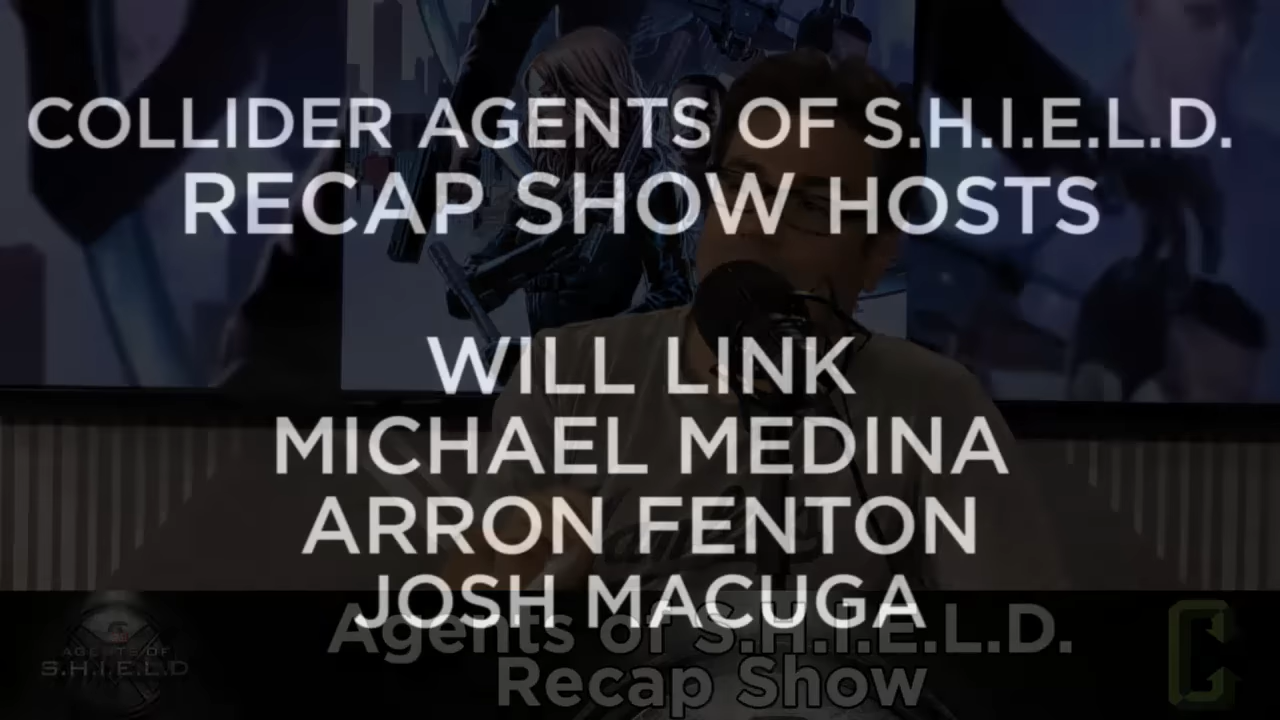 COLLIDER AGENTS OF S.H.I.E.L.D.
RECAP SHOW HOSTS
WILL LINK
MICHAEL MEDINA
ARRON FENTON
JOSH MACUGA
Agents of S.H.I.E.L.D.
Recap Show
AGENTS OF
S.H.I.E.L.D